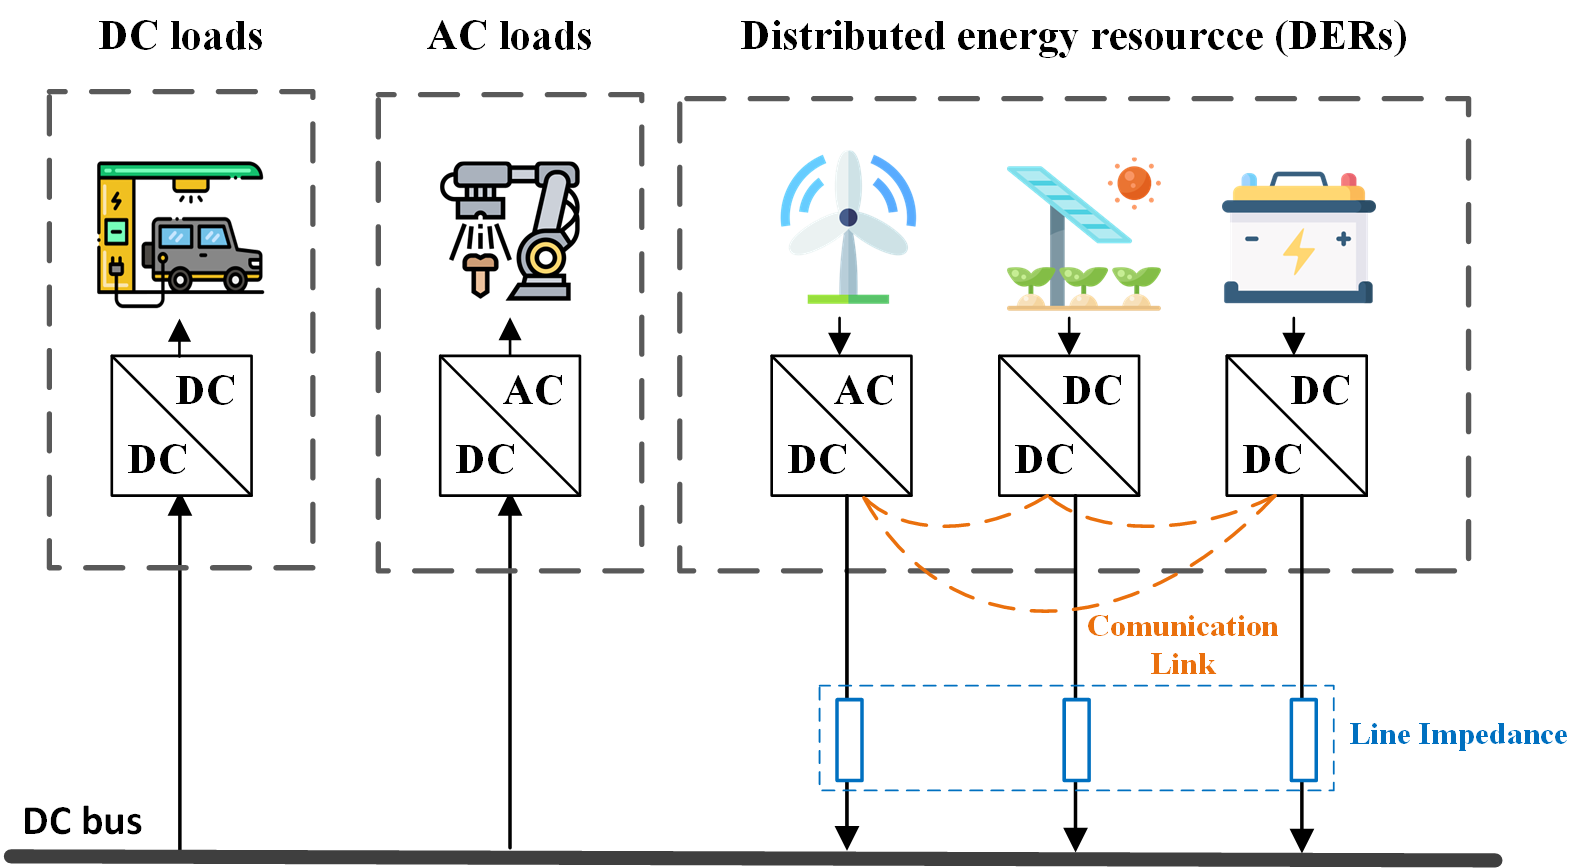 DC loads
AC loads
Distributed energy resourcce (DERs)
DC
DC
AC
DC
AC
DC
DC
DC
DC
DC
Comunication
Link
Line Impedance
DC bus